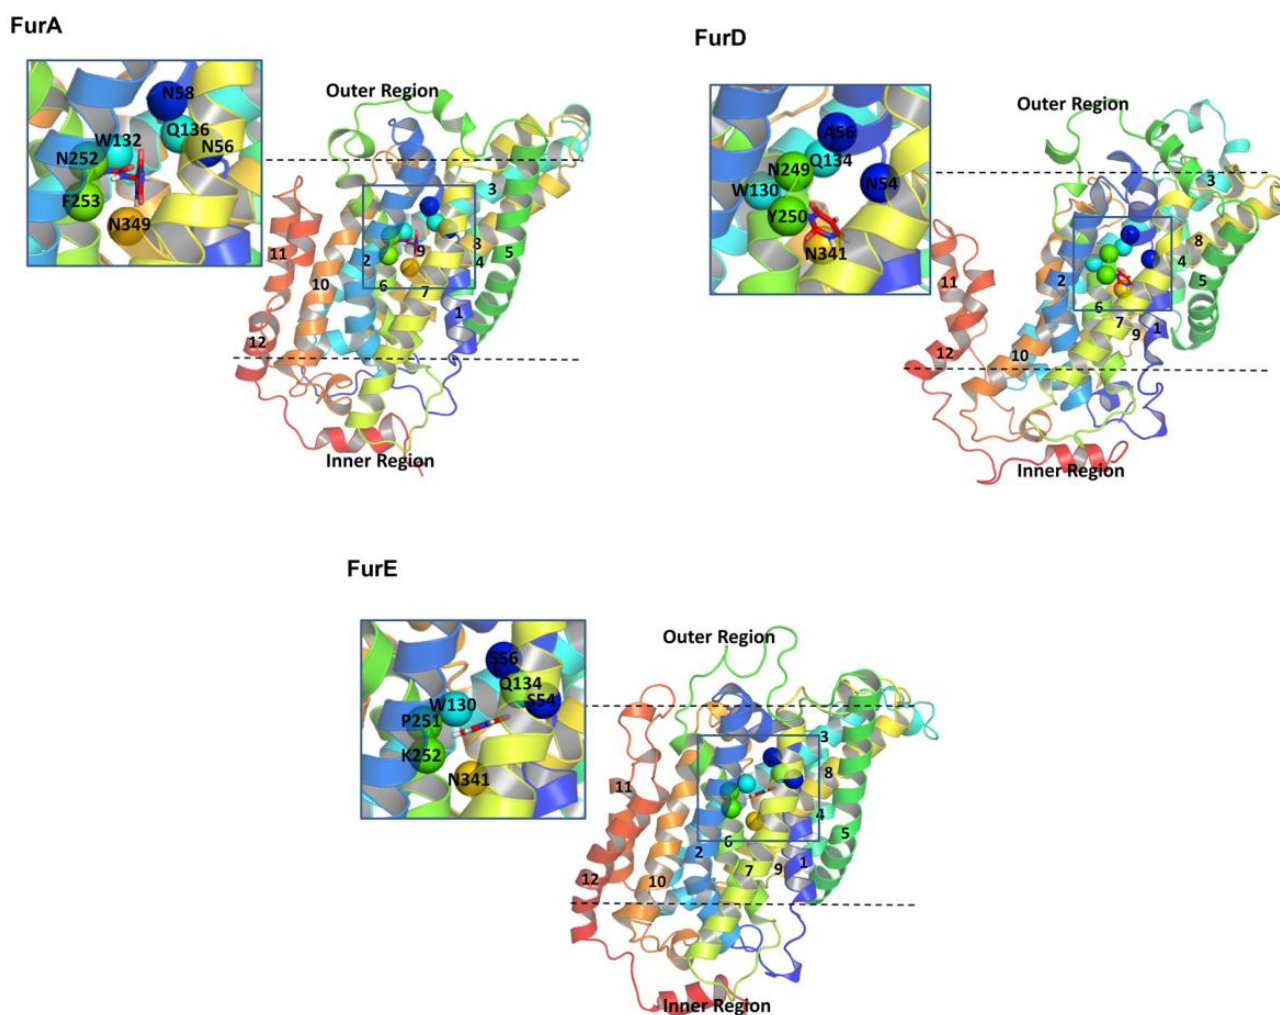 FurA
FurD
Outer Region
N58
W132
Q136
N56
N252
F253
N349
3
8
5
11
2
9
4
6
10
7
1
12
Inner Region
Outer Region
A56
N249
Q134
W130
N54
Y250
N341
3
8
4
5
2
11
6
7
1
9
12
10
Inner Region
FurE
Outer Region
S56
Q134
W130
S54
P251
K252
N341
3
8
11
4
5
6
2
1
7
9
12
10
Inner Region